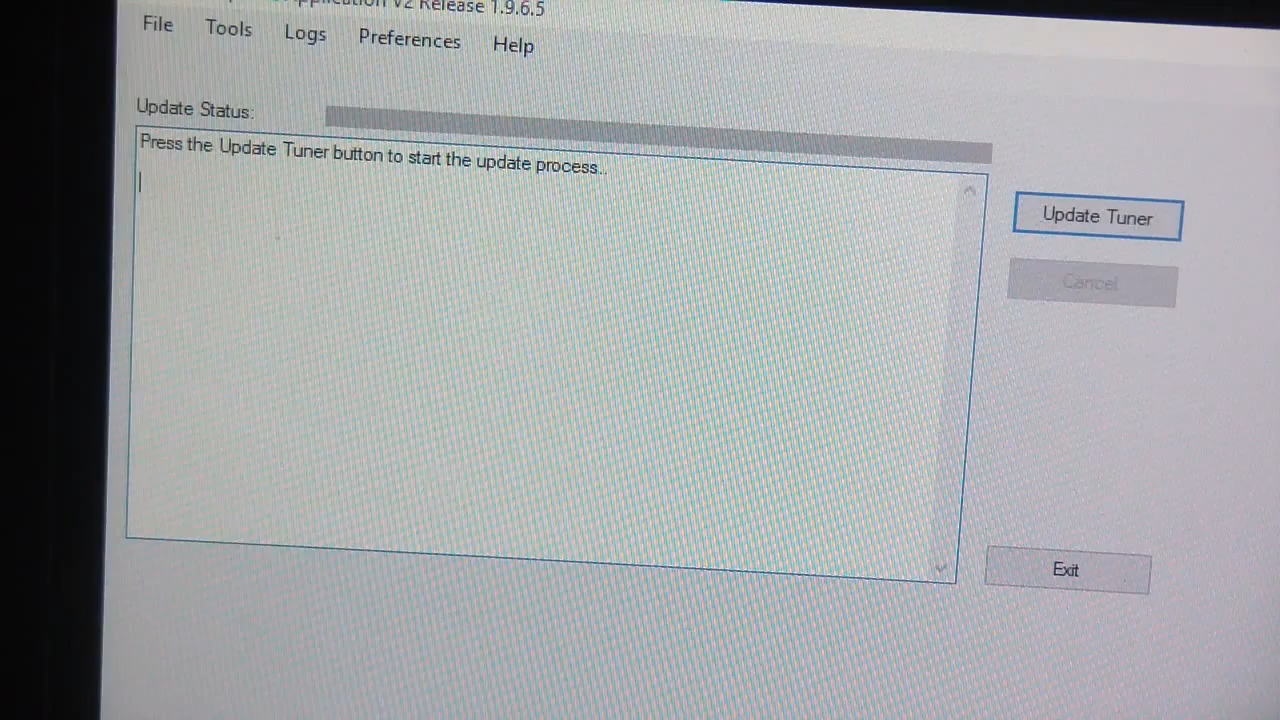 V2 Release 1.9.6.5
File Tools Logs Preferences Help
Update Status:
Press the Update Tuner button to start the update process..
Update Tuner
Cancel
Exit